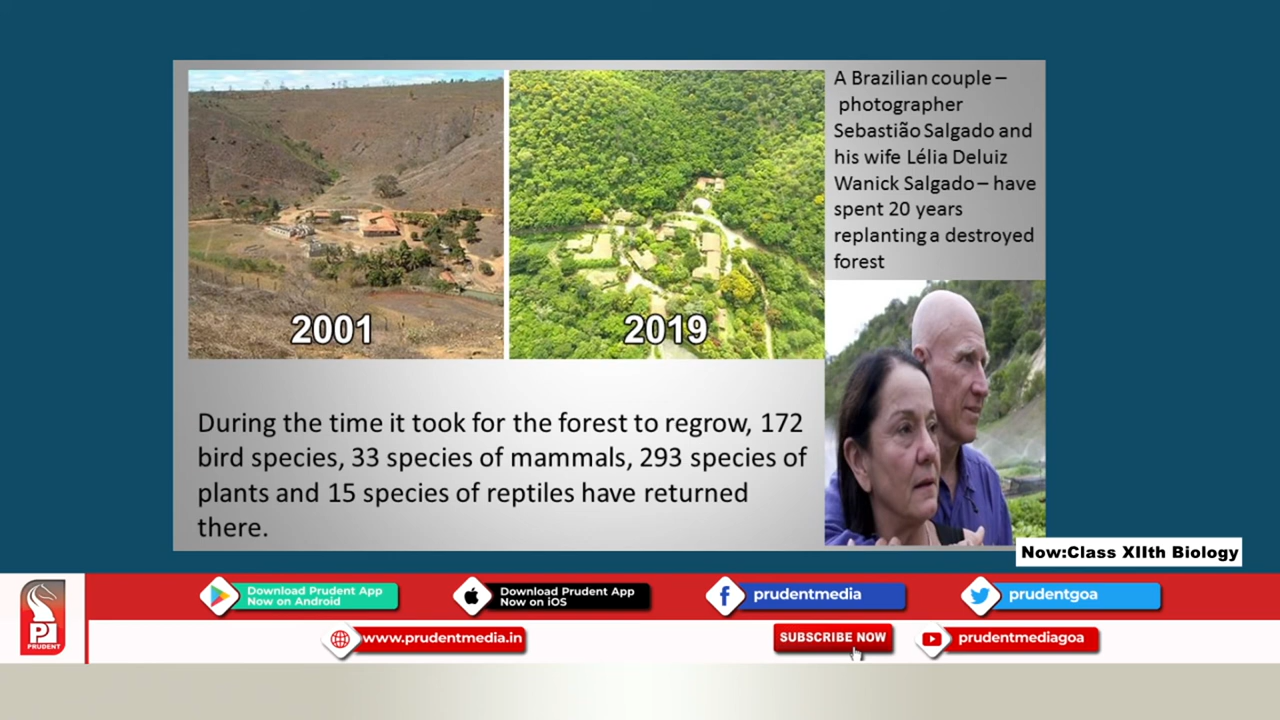 A Brazilian couple –
photographer
Sebastião Salgado and
his wife Lélia Deluiz
Wanick Salgado – have
spent 20 years
replanting a destroyed
forest
2001
2019
During the time it took for the forest to regrow, 172
bird species, 33 species of mammals, 293 species of
plants and 15 species of reptiles have returned
there.
Now:Class XIIth Biology
PRUDENT
Download Prudent App
Now on Android
Download Prudent App
Now on iOS
prudentmedia
prudentgoa
www.prudentmedia.in
SUBSCRIBE NOW
prudentmediagoa